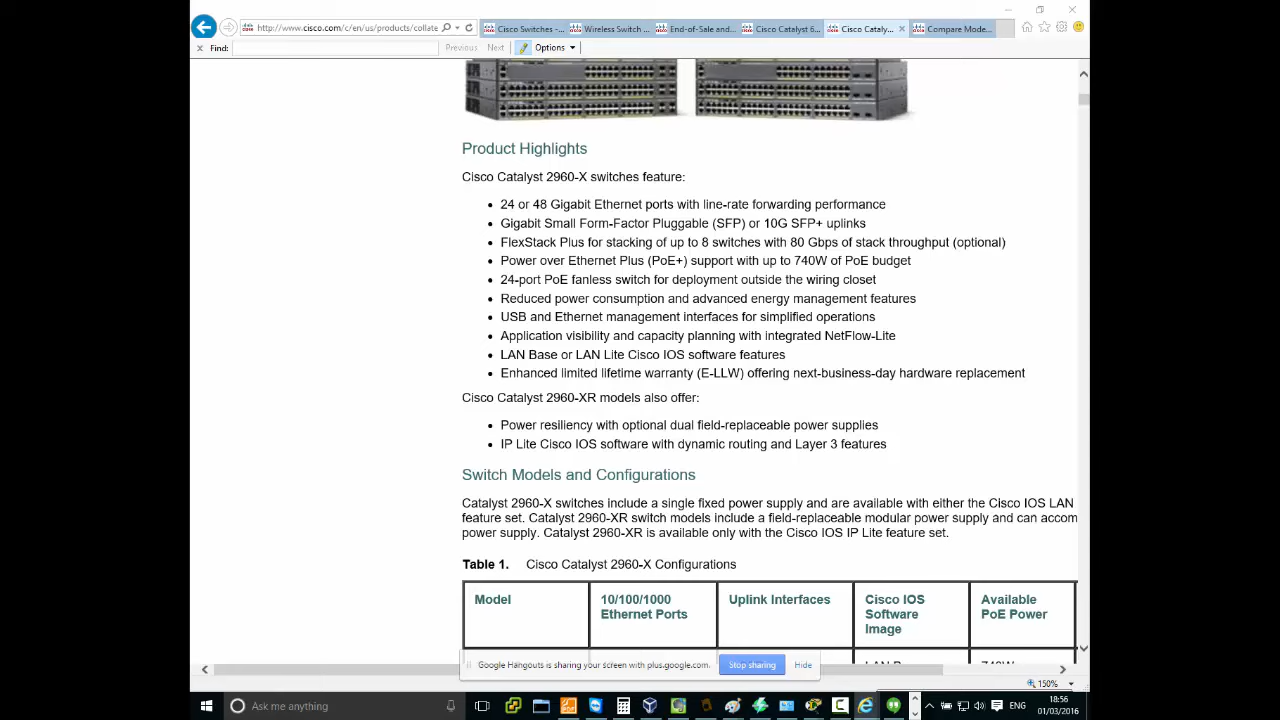 http://www.cisco.com/c/en/us/products/collate
Cisco Switches -...
Wireless Switch ...
End-of-Sale and...
Cisco Catalyst 6...
Cisco Cataly...
Compare Mode...
Find:
Previous
Next
Options
Product Highlights
Cisco Catalyst 2960-X switches feature:
24 or 48 Gigabit Ethernet ports with line-rate forwarding performance
Gigabit Small Form-Factor Pluggable (SFP) or 10G SFP+ uplinks
FlexStack Plus for stacking of up to 8 switches with 80 Gbps of stack throughput (optional)
Power over Ethernet Plus (PoE+) support with up to 740W of PoE budget
24-port PoE fanless switch for deployment outside the wiring closet
Reduced power consumption and advanced energy management features
USB and Ethernet management interfaces for simplified operations
Application visibility and capacity planning with integrated NetFlow-Lite
LAN Base or LAN Lite Cisco IOS software features
Enhanced limited lifetime warranty (E-LLW) offering next-business-day hardware replacement
Cisco Catalyst 2960-XR models also offer:
Power resiliency with optional dual field-replaceable power supplies
IP Lite Cisco IOS software with dynamic routing and Layer 3 features
Switch Models and Configurations
Catalyst 2960-X switches include a single fixed power supply and are available with either the Cisco IOS LAN
feature set. Catalyst 2960-XR switch models include a field-replaceable modular power supply and can accom
power supply. Catalyst 2960-XR is available only with the Cisco IOS IP Lite feature set.
Table 1. Cisco Catalyst 2960-X Configurations
Model
10/100/1000
Ethernet Ports
Uplink Interfaces
Cisco IOS
Software
Image
Available
PoE Power
Google Hangouts is sharing your screen with plus.google.com.
Stop sharing
Hide
150%
Ask me anything
ENG
18:56
01/03/2016